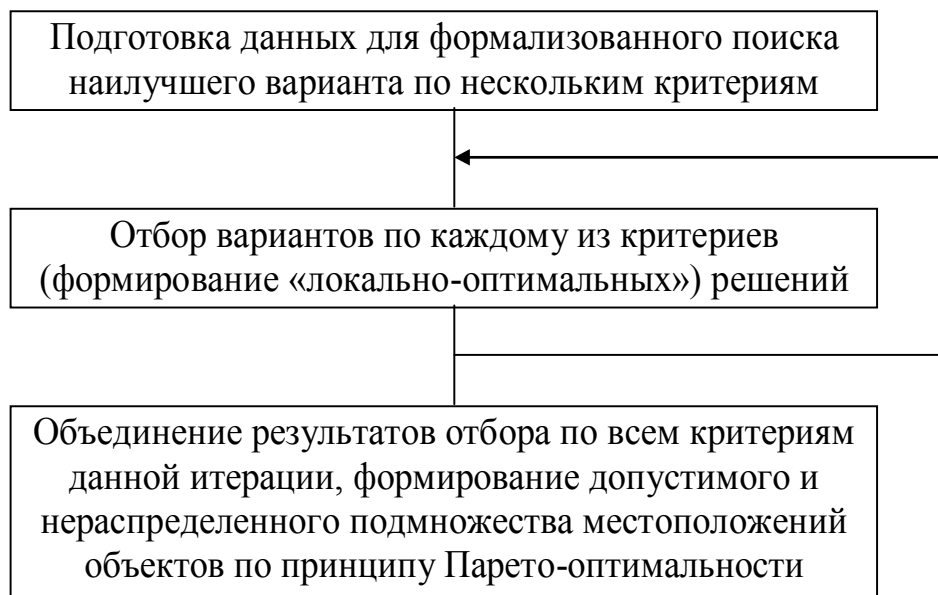 Подготовка данных для формализованного поиска
наилучшего варианта по нескольким критериям
Отбор вариантов по каждому из критериев
(формирование «локально-оптимальных») решений
Объединение результатов отбора по всем критериям
данной итерации, формирование допустимого и
нераспределенного подмножества местоположений
объектов по принципу Парето-оптимальности